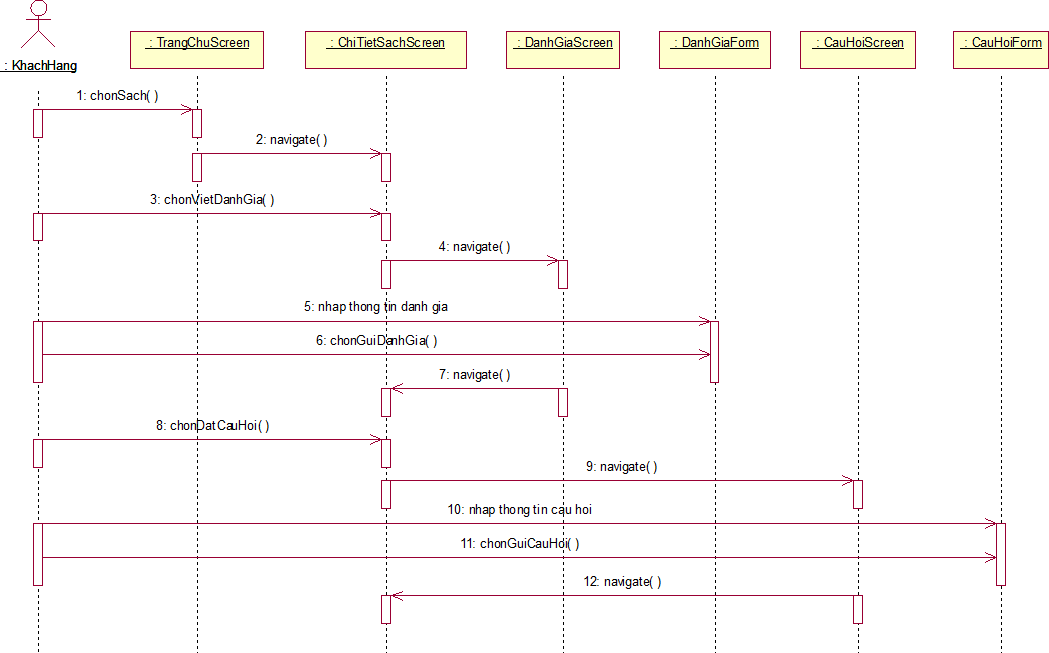 : KhachHang
: TrangChuScreen
: ChiTietSachScreen
: DanhGiaScreen
: DanhGiaForm
: CauHoiScreen
: CauHoiForm
1: chonSach( )
2: navigate( )
3: chonVietDanhGia( )
4: navigate( )
5: nhap thong tin danh gia
6: chonGuiDanhGia( )
7: navigate( )
8: chonDatCauHoi( )
9: navigate( )
10: nhap thong tin cau hoi
11: chonGuiCauHoi( )
12: navigate( )